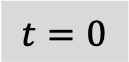 t = 0